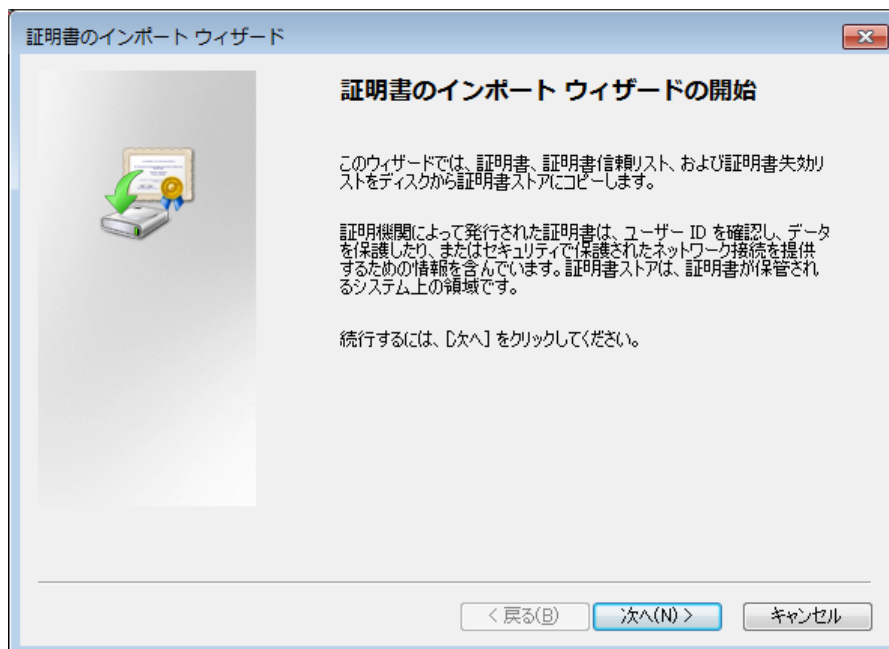 証明書のインポート ウィザード
証明書のインポート ウィザードの開始
このウィザードでは、証明書、証明書信頼リスト、および証明書失効リ
ストをディスクから証明書ストアにコピーします。
証明機関によって発行された証明書は、ユーザー ID を確認し、データ
を保護したり、またはセキュリティで保護されたネットワーク接続を提供
するための情報を含んでいます。証明書ストアは、証明書が保管され
るシステム上の領域です。
続行するには、[次へ] をクリックしてください。
< 戻る(B) 次へ(N) > キャンセル